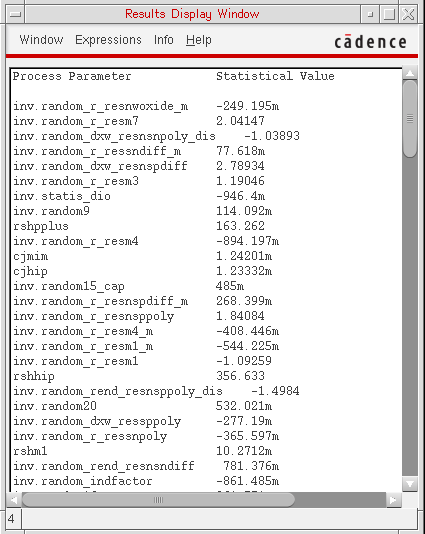 Results Display Window
Window Expressions Info Help
cādence
Process Parameter Statistical Value
inv.random_r_resnwoxide_m -249.195m
inv.random_r_resm7 2.04147
inv.random_dxw_resnsnpoly_dis -1.03893
inv.random_r_ressndiff_m 77.618m
inv.random_dxw_resnspdiff 2.78934
inv.random_r_resm3 1.19046
inv.statis_dio -946.4m
inv.random9 114.092m
rshpplus 163.262
inv.random_r_resm4 -894.197m
cjmim 1.24201m
cjhip 1.23332m
inv.random15_cap 485m
inv.random_r_resnspdiff_m 268.399m
inv.random_r_resnsppoly 1.84084
inv.random_r_resm4_m -408.446m
inv.random_r_resm1_m -544.225m
inv.random_r_resm1 -1.09259
rshhip 356.633
inv.random_rend_resnsppoly_dis -1.4984
inv.random20 532.021m
inv.random_dxw_ressppoly -277.19m
inv.random_r_ressnpoly -365.597m
rshm1 10.2712m
inv.random_rend_resnsndiff 781.376m
inv.random_indfactor -861.485m
4